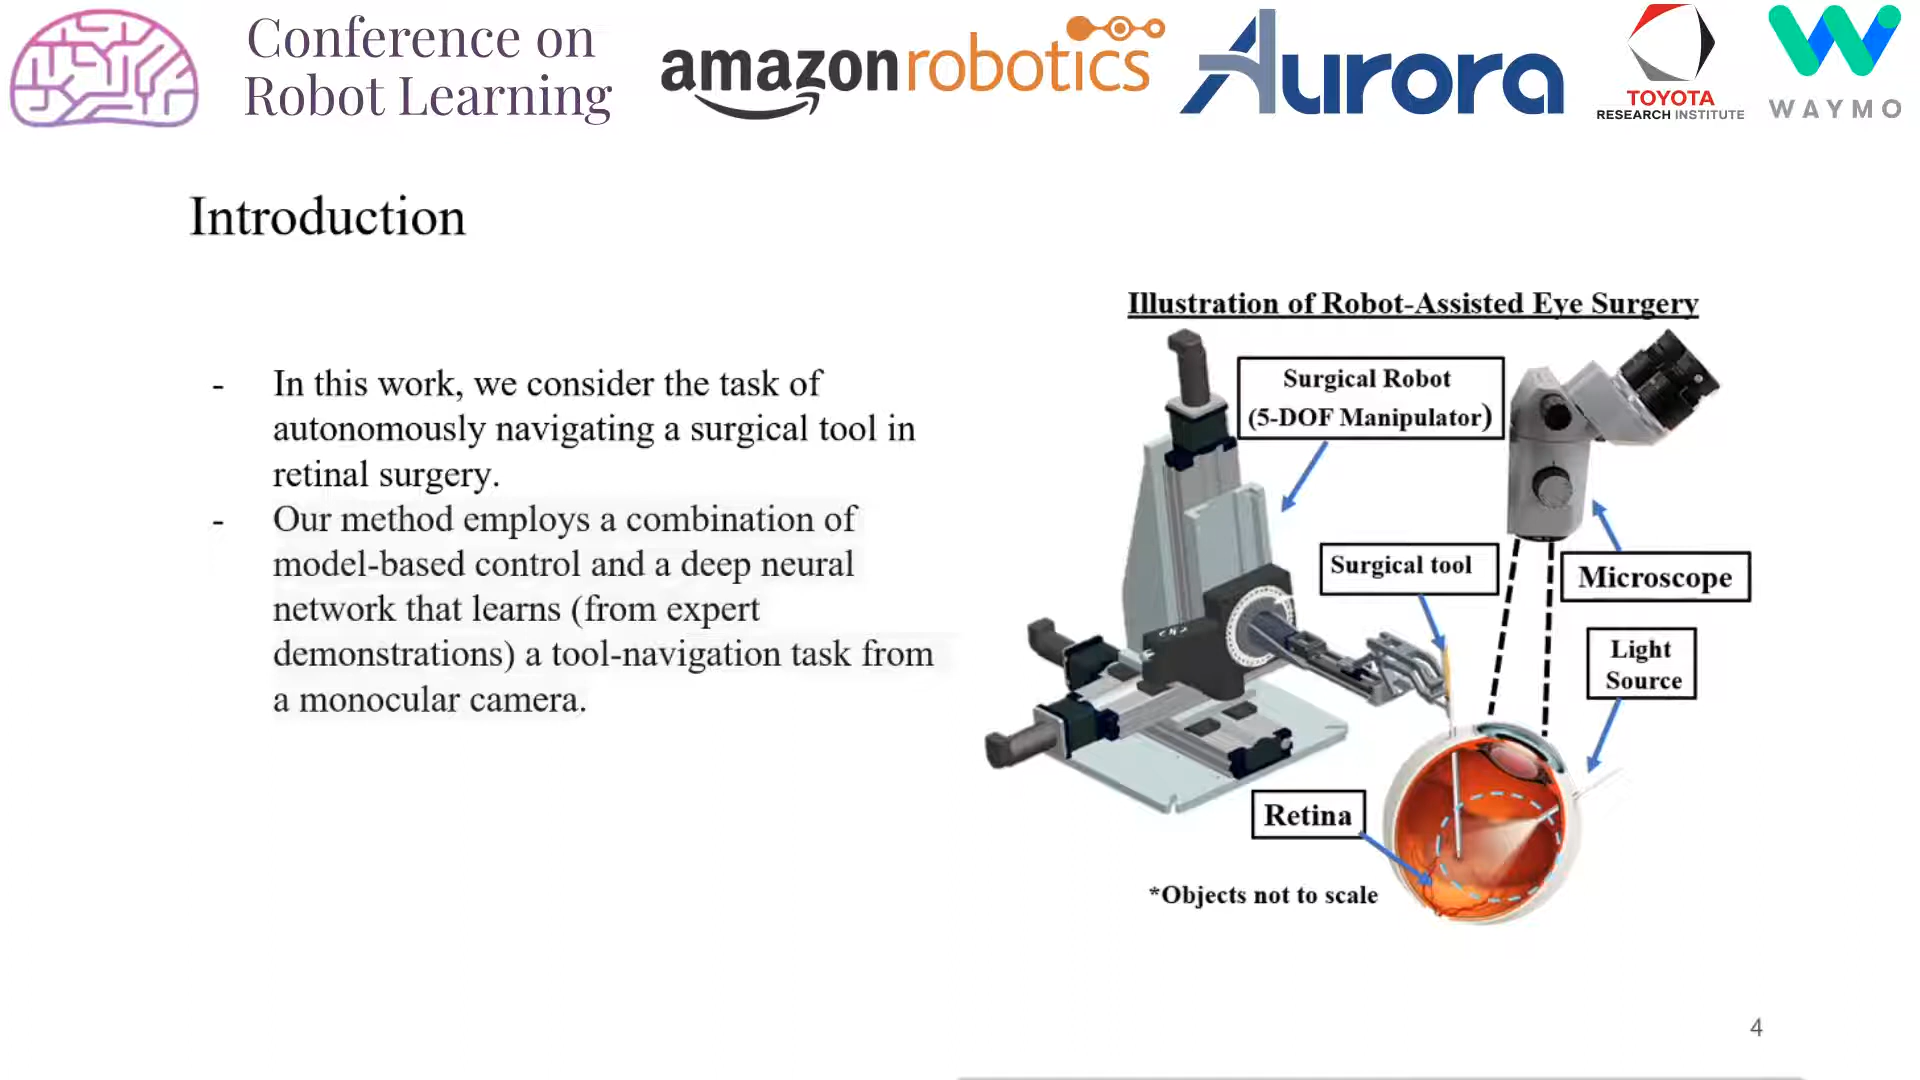 Conference on
Robot Learning
amazon robotics
Aurora
TOYOTA
RESEARCH INSTITUTE
WAYMO
Introduction
- In this work, we consider the task of
autonomously navigating a surgical tool in
retinal surgery.
- Our method employs a combination of
model-based control and a deep neural
network that learns (from expert
demonstrations) a tool-navigation task from
a monocular camera.
Illustration of Robot-Assisted Eye Surgery
Surgical Robot
(5-DOF Manipulator)
Surgical tool
Microscope
Light
Source
Retina
*Objects not to scale
4